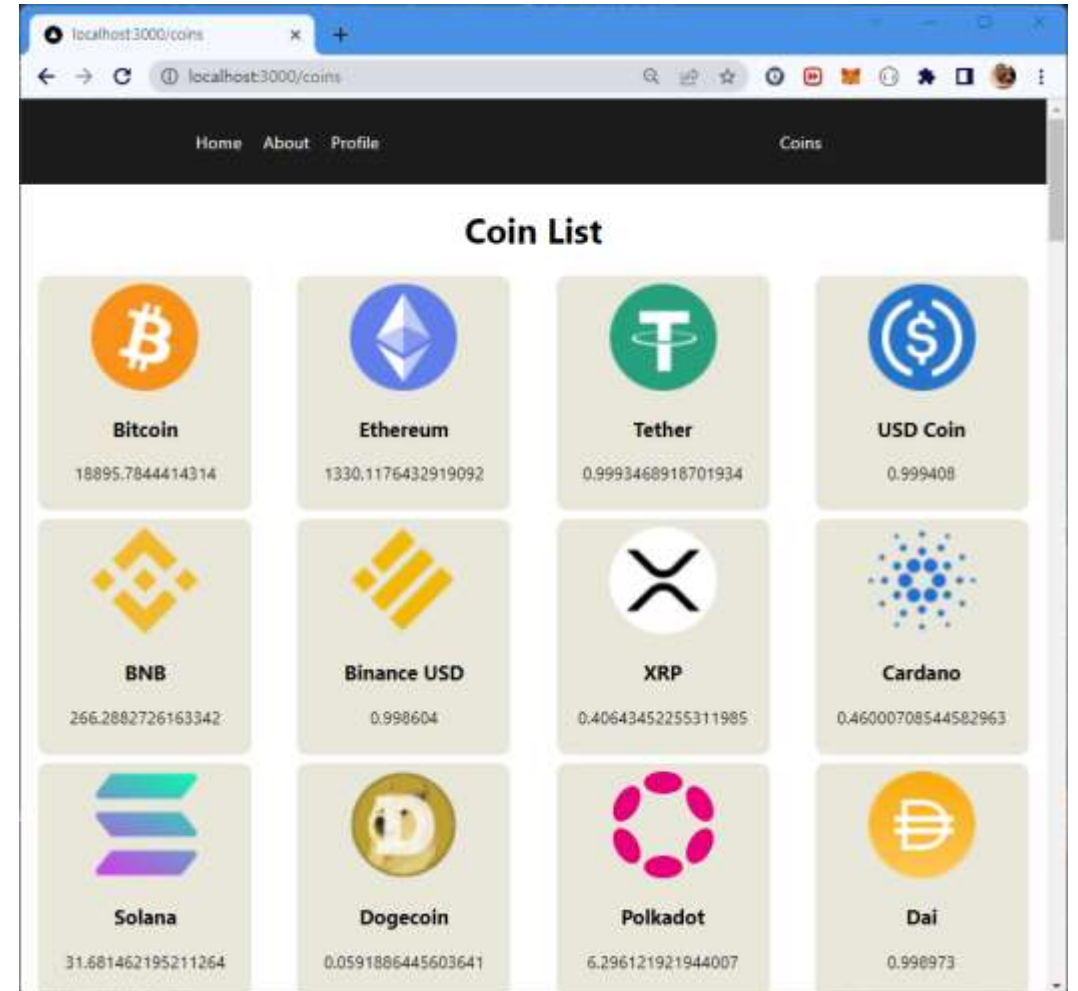 localhost:3000/coins
localhost:3000/coins
Home About Profile Coins
Coin List
Bitcoin Ethereum Tether USD Coin
18895.7844414314 1330.1176432919092 0.9993468918701934 0.999408
BNB Binance USD XRP Cardano
266.2882726163342 0.998604 0.40643452255311985 0.46000708544582963
Solana Dogecoin Polkadot Dai
31.681462195211264 0.0591886445603641 6.296121921944007 0.998973